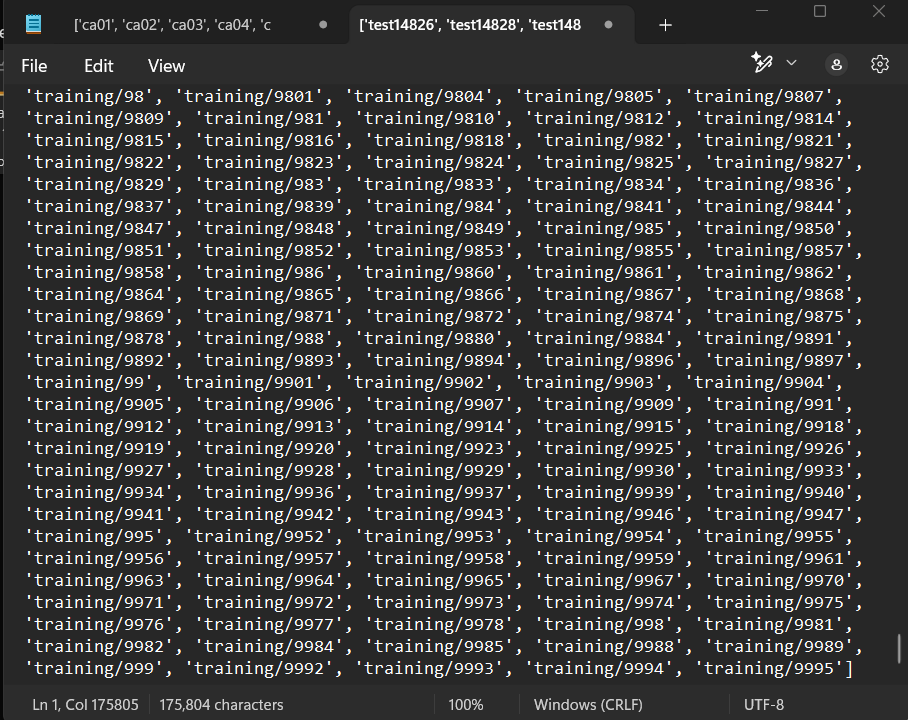 ['ca01', 'ca02', 'ca03', 'ca04', 'c
['test14826', 'test14828', 'test148
File Edit View
'training/98', 'training/9801', 'training/9804', 'training/9805', 'training/9807',
'training/9809', 'training/981', 'training/9810', 'training/9812', 'training/9814',
'training/9815', 'training/9816', 'training/9818', 'training/982', 'training/9821',
'training/9822', 'training/9823', 'training/9824', 'training/9825', 'training/9827',
'training/9829', 'training/983', 'training/9833', 'training/9834', 'training/9836',
'training/9837', 'training/9839', 'training/984', 'training/9841', 'training/9844',
'training/9847', 'training/9848', 'training/9849', 'training/985', 'training/9850',
'training/9851', 'training/9852', 'training/9853', 'training/9855', 'training/9857',
'training/9858', 'training/986', 'training/9860', 'training/9861', 'training/9862',
'training/9864', 'training/9865', 'training/9866', 'training/9867', 'training/9868',
'training/9869', 'training/9871', 'training/9872', 'training/9874', 'training/9875',
'training/9878', 'training/988', 'training/9880', 'training/9884', 'training/9891',
'training/9892', 'training/9893', 'training/9894', 'training/9896', 'training/9897',
'training/99', 'training/9901', 'training/9902', 'training/9903', 'training/9904',
'training/9905', 'training/9906', 'training/9907', 'training/9909', 'training/991',
'training/9912', 'training/9913', 'training/9914', 'training/9915', 'training/9918',
'training/9919', 'training/9920', 'training/9923', 'training/9925', 'training/9926',
'training/9927', 'training/9928', 'training/9929', 'training/9930', 'training/9933',
'training/9934', 'training/9936', 'training/9937', 'training/9939', 'training/9940',
'training/9941', 'training/9942', 'training/9943', 'training/9946', 'training/9947',
'training/995', 'training/9952', 'training/9953', 'training/9954', 'training/9955',
'training/9956', 'training/9957', 'training/9958', 'training/9959', 'training/9961',
'training/9963', 'training/9964', 'training/9965', 'training/9967', 'training/9970',
'training/9971', 'training/9972', 'training/9973', 'training/9974', 'training/9975',
'training/9976', 'training/9977', 'training/9978', 'training/998', 'training/9981',
'training/9982', 'training/9984', 'training/9985', 'training/9988', 'training/9989',
'training/999', 'training/9992', 'training/9993', 'training/9994', 'training/9995']
Ln 1, Col 175805 175,804 characters 100% Windows (CRLF) UTF-8